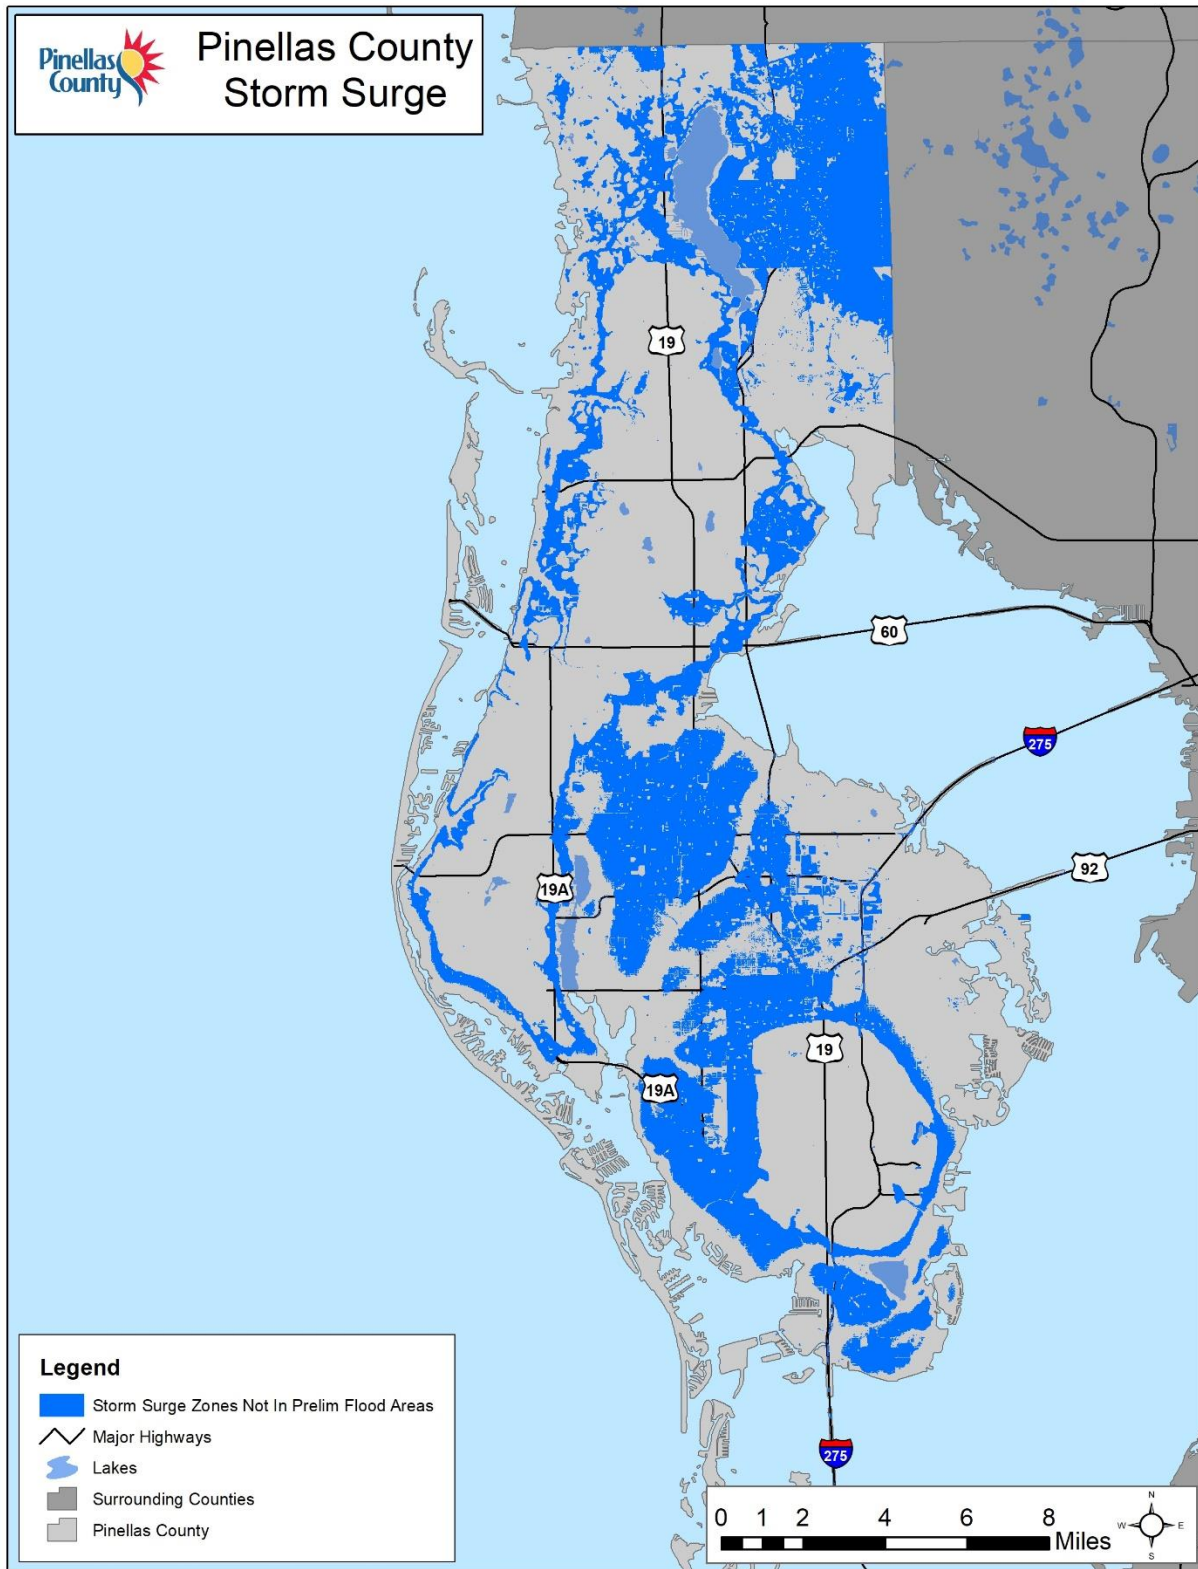 Pinellas
County
Pinellas County
Storm Surge
19
60
275
92
19A
19
19A
275
Legend
Storm Surge Zones Not In Prelim Flood Areas
Major Highways
Lakes
Surrounding Counties
Pinellas County
0 1 2 4 6 8
Miles
N
W E
S